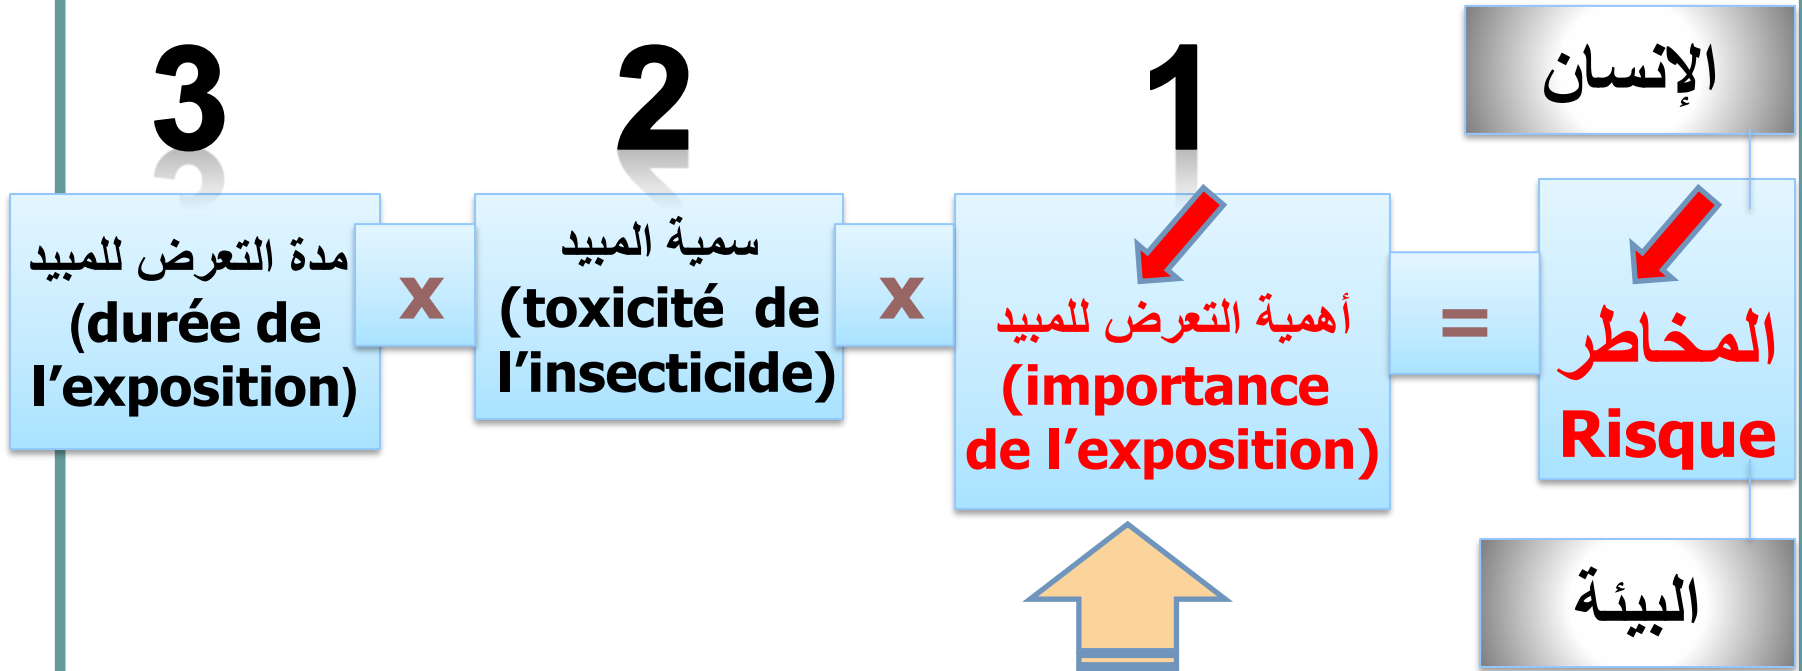 الإنسان
1
2
3
المخاطر
Risque
=
أهمية التعرض للمبيد
(importance
de l’exposition)
x
سمية المبيد
(toxicité de
l’insecticide)
x
مدة التعرض للمبيد
(durée de
l’exposition)
البيئة